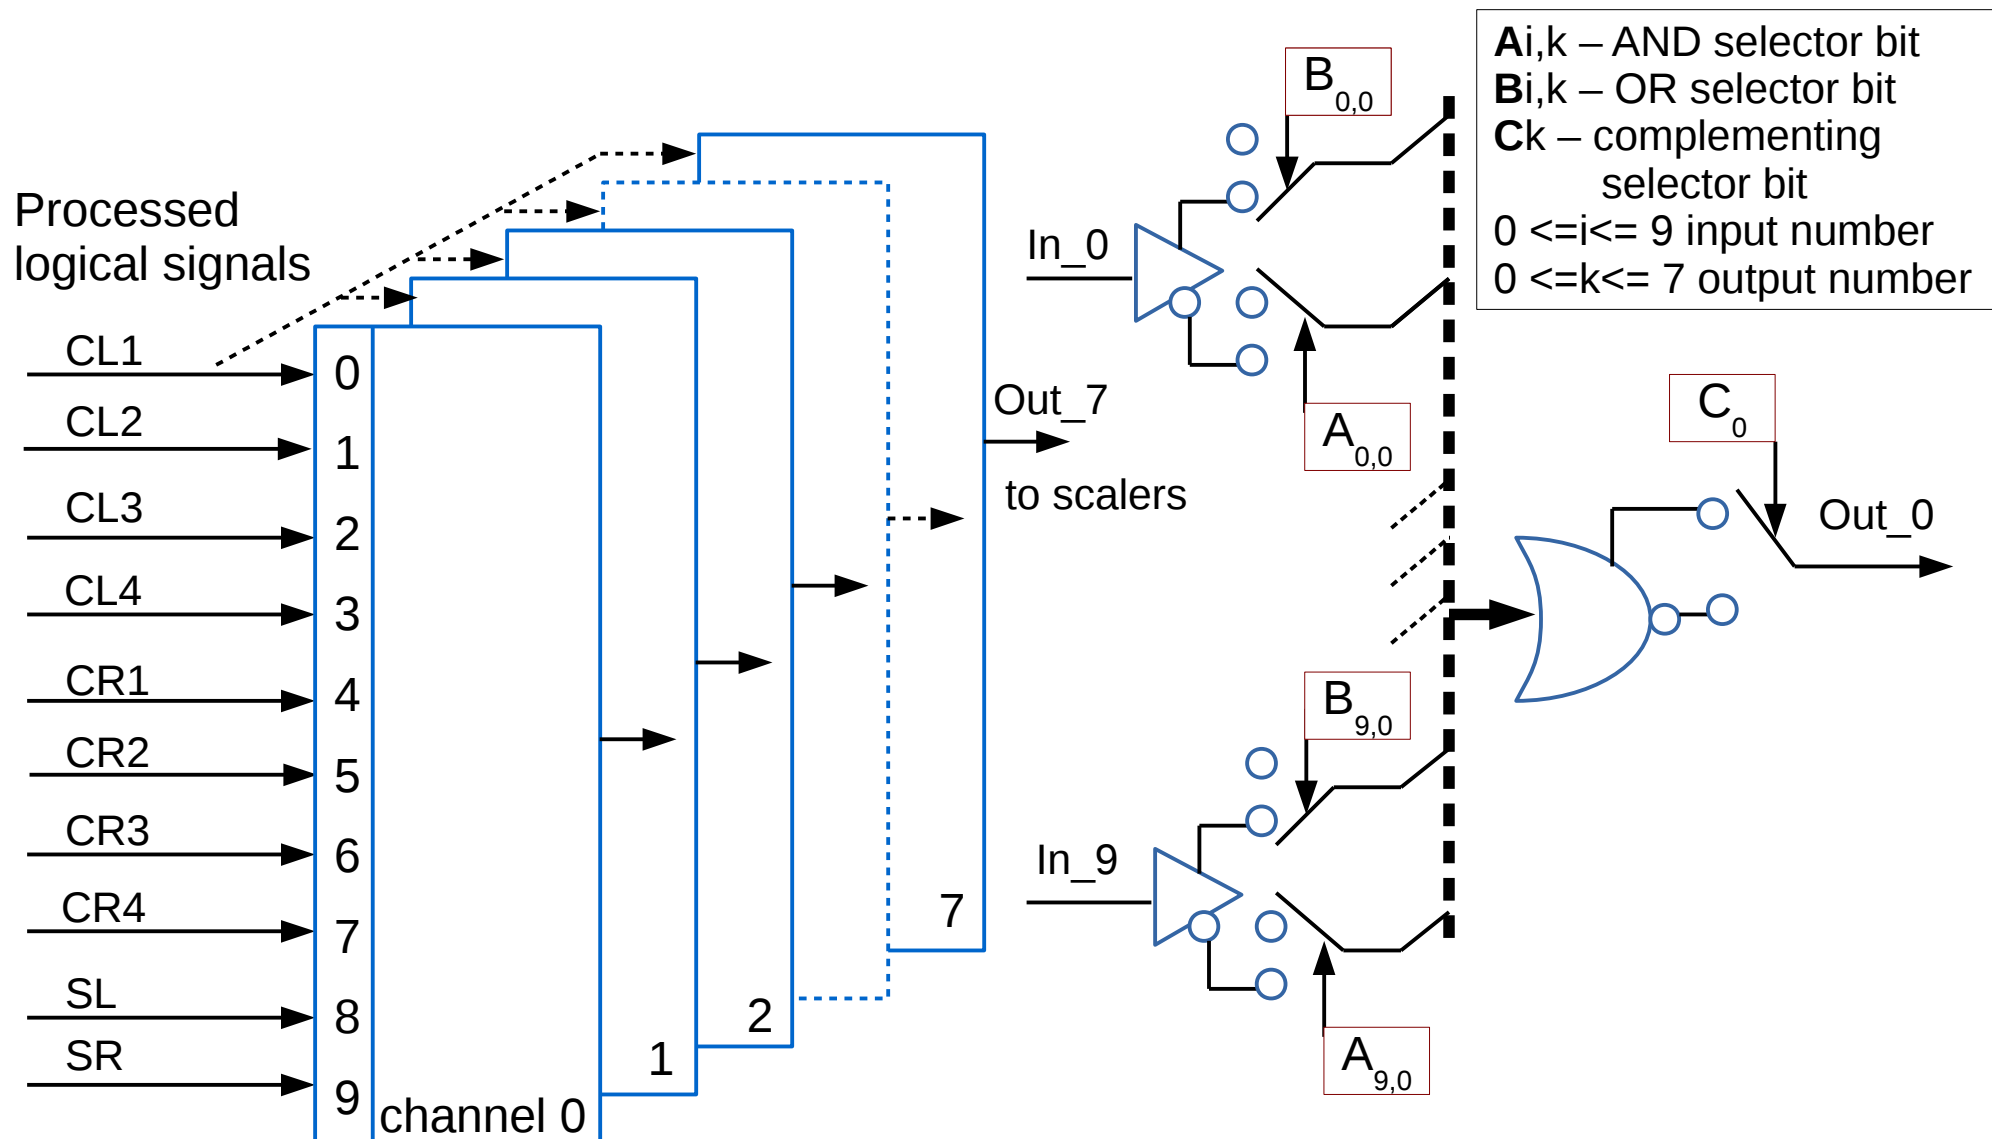 Processed
logical signals
CL1
CL2
CL3
CL4
CR1
CR2
CR3
CR4
SL
SR
0
1
2
3
4
5
6
7
8
9
channel 0
1
2
7
Out_7
to scalers
In_0
B0,0
A0,0
In_9
B9,0
A9,0
C0
Out_0
Ai,k – AND selector bit
Bi,k – OR selector bit
Ck – complementing
selector bit
0 <=i<= 9 input number
0 <=k<= 7 output number